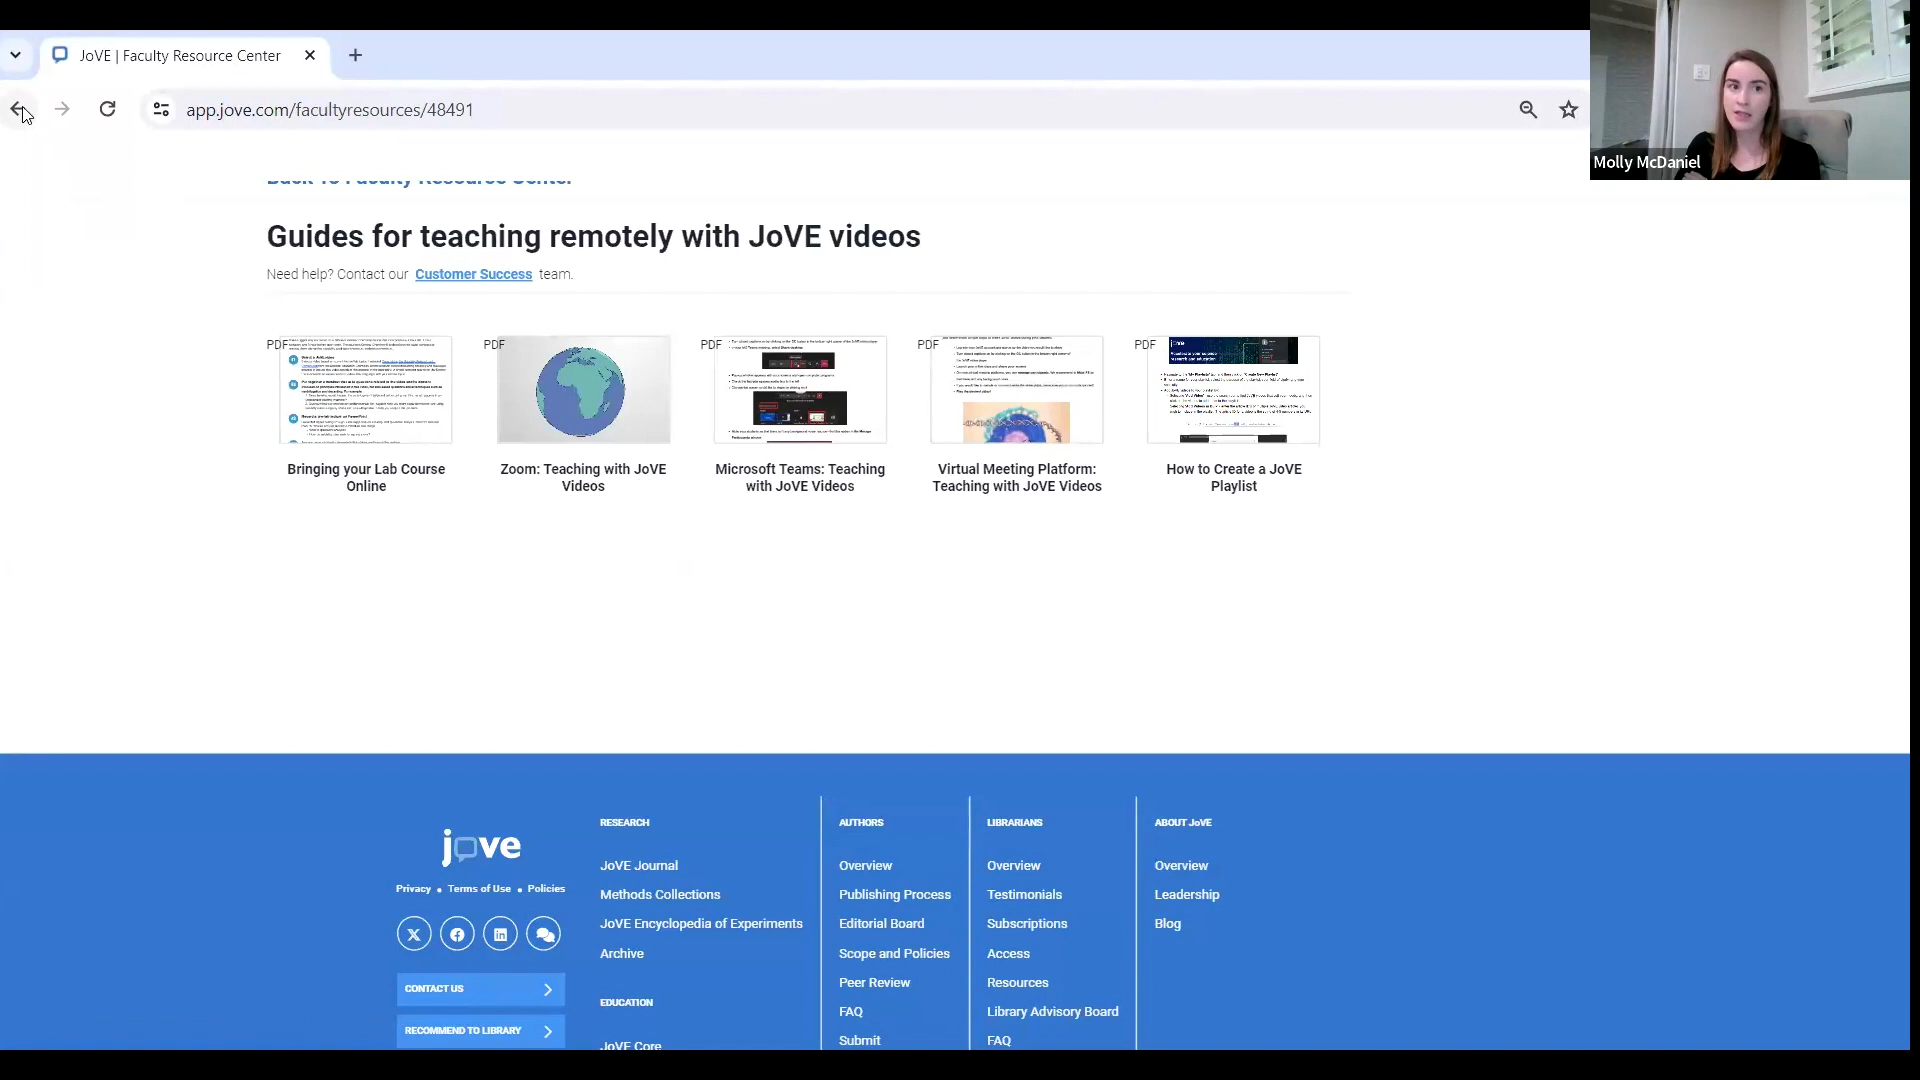 JoVE | Faculty Resource Center
app.jove.com/facultyresources/48491
Molly McDaniel
Back To Faculty Resource Center
Guides for teaching remotely with JoVE videos
Need help? Contact our Customer Success team.
PDF
PDF
PDF
PDF
PDF
Bringing your Lab Course
Online
Zoom: Teaching with JoVE
Videos
Microsoft Teams: Teaching
with JoVE Videos
Virtual Meeting Platform:
Teaching with JoVE Videos
How to Create a JoVE
Playlist
jove
Privacy • Terms of Use • Policies
CONTACT US
RECOMMEND TO LIBRARY
RESEARCH
JoVE Journal
Methods Collections
JoVE Encyclopedia of Experiments
Archive
EDUCATION
JoVE Core
AUTHORS
Overview
Publishing Process
Editorial Board
Scope and Policies
Peer Review
FAQ
Submit
LIBRARIANS
Overview
Testimonials
Subscriptions
Access
Resources
Library Advisory Board
FAQ
ABOUT JoVE
Overview
Leadership
Blog